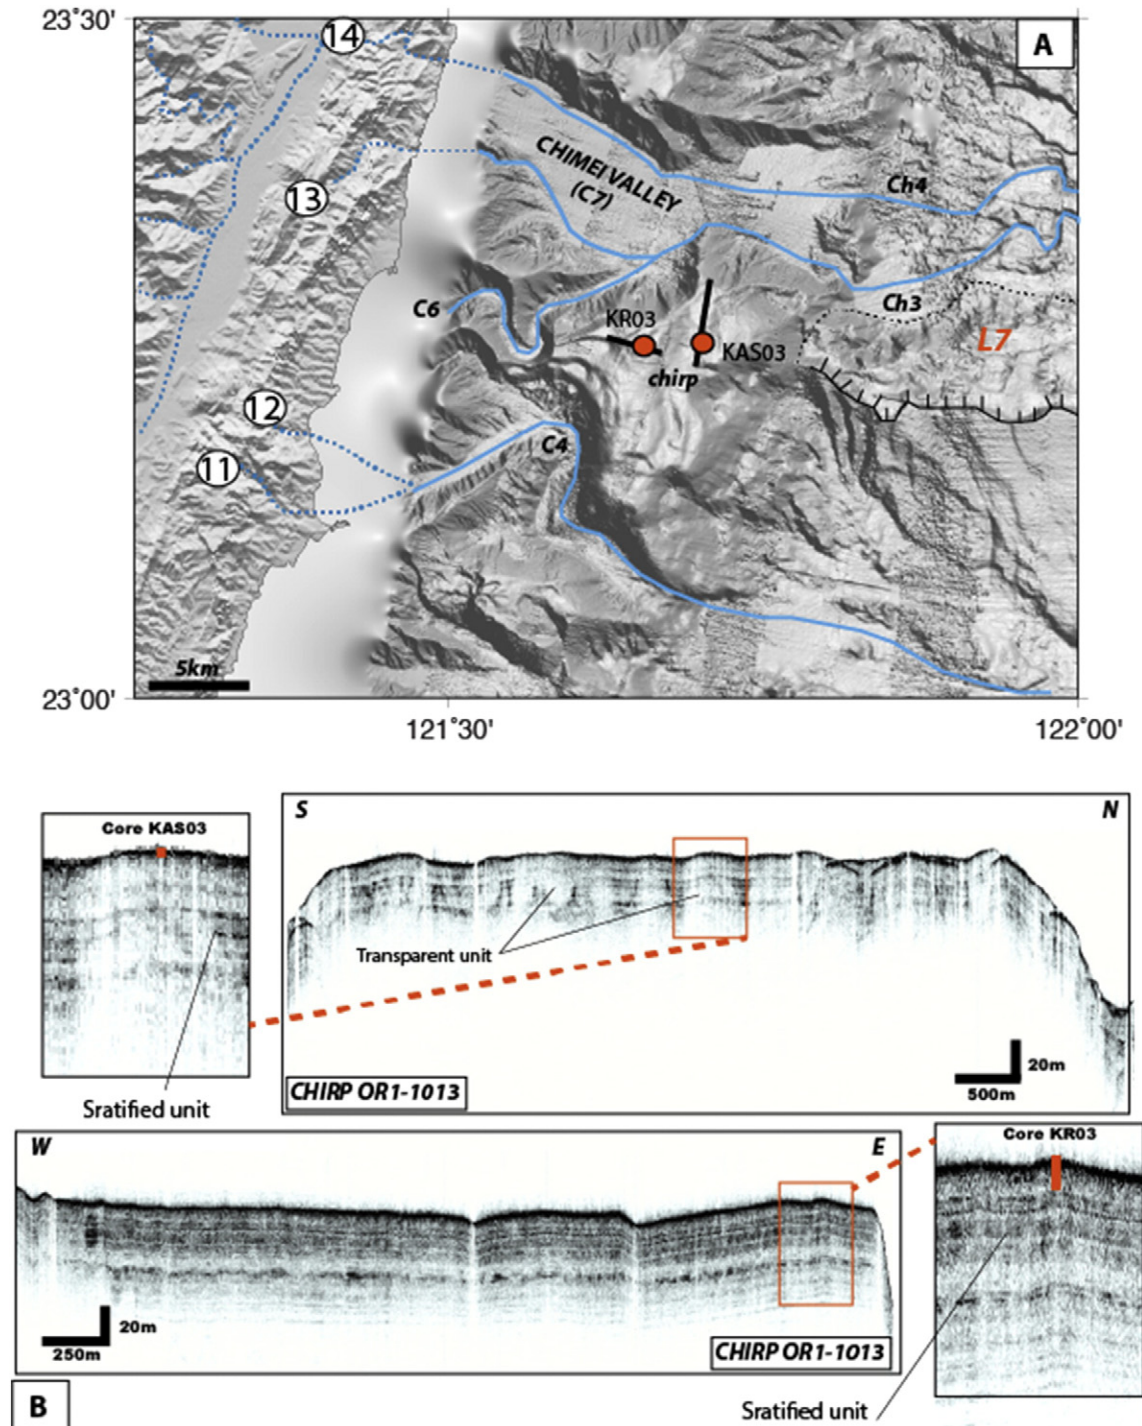 23°30'
A
14
13
12
11
CHIMEI VALLEY
(C7)
Ch4
Ch3
C6
KR03
KAS03
chirp
L7
C4
5km
23°00'
121°30'
122°00'
Core KAS03
S
N
Transparent unit
20m
500m
CHIRP OR1-1013
Sratified unit
W
E
Core KR03
20m
250m
CHIRP OR1-1013
B
Sratified unit